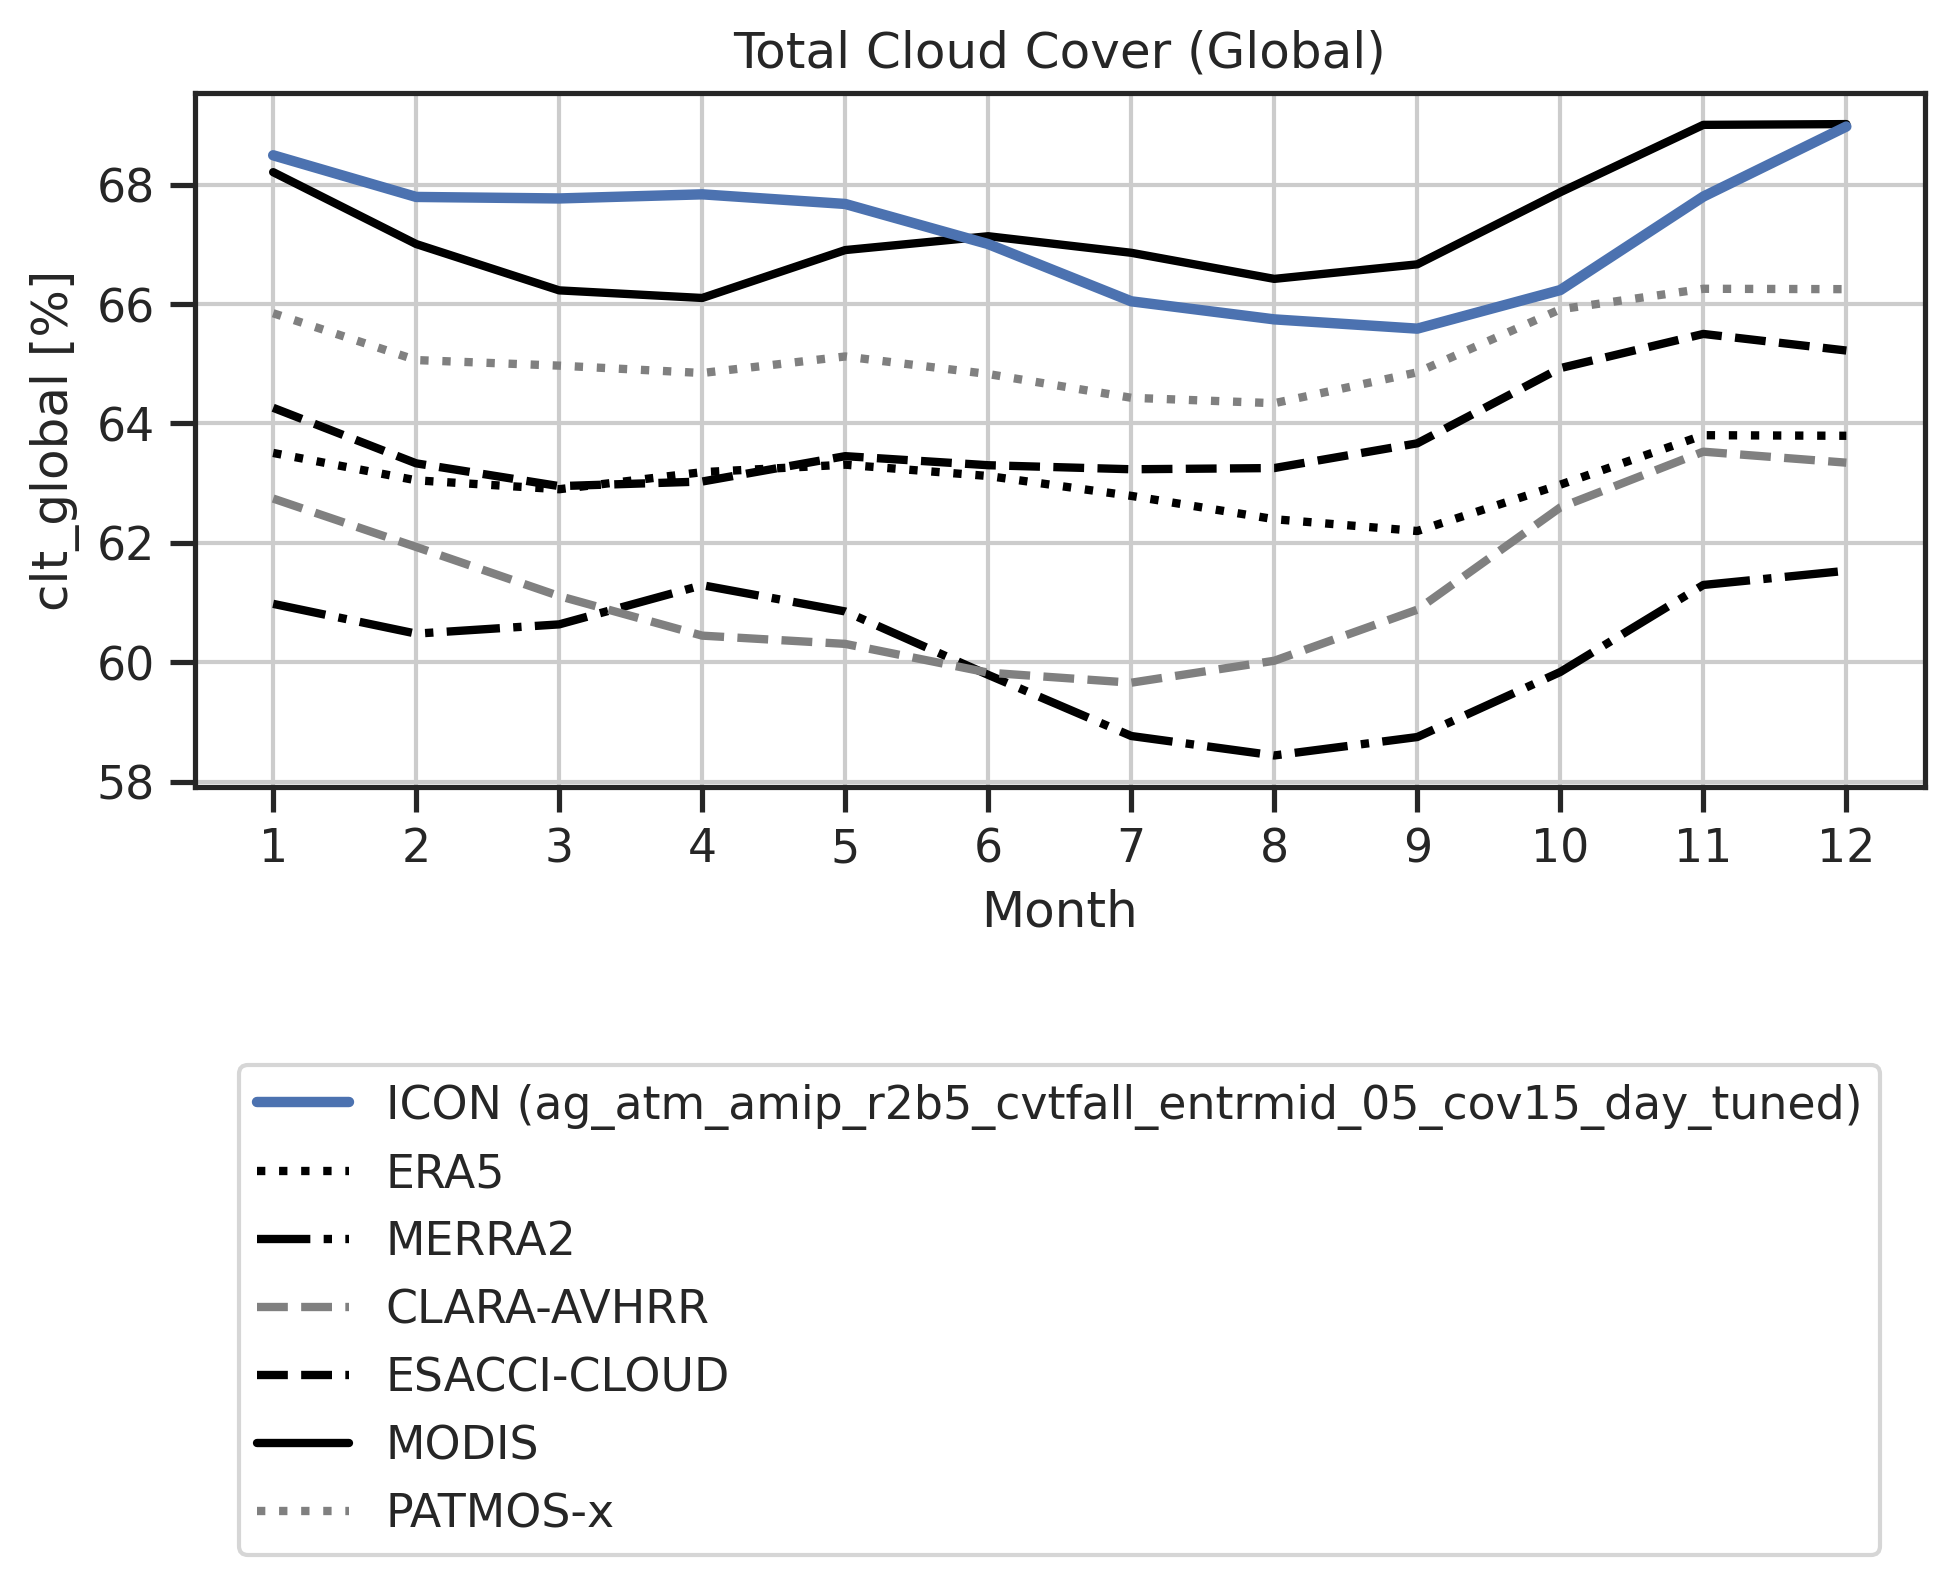 Total Cloud Cover (Global)
clt_global [%]
68
66
64
62
60
58
1 2 3 4 5 6 7 8 9 10 11 12
Month
ICON (ag_atm_amip_r2b5_cvtfall_entrmid_05_cov15_day_tuned)
ERA5
MERRA2
CLARA-AVHRR
ESACCI-CLOUD
MODIS
PATMOS-x